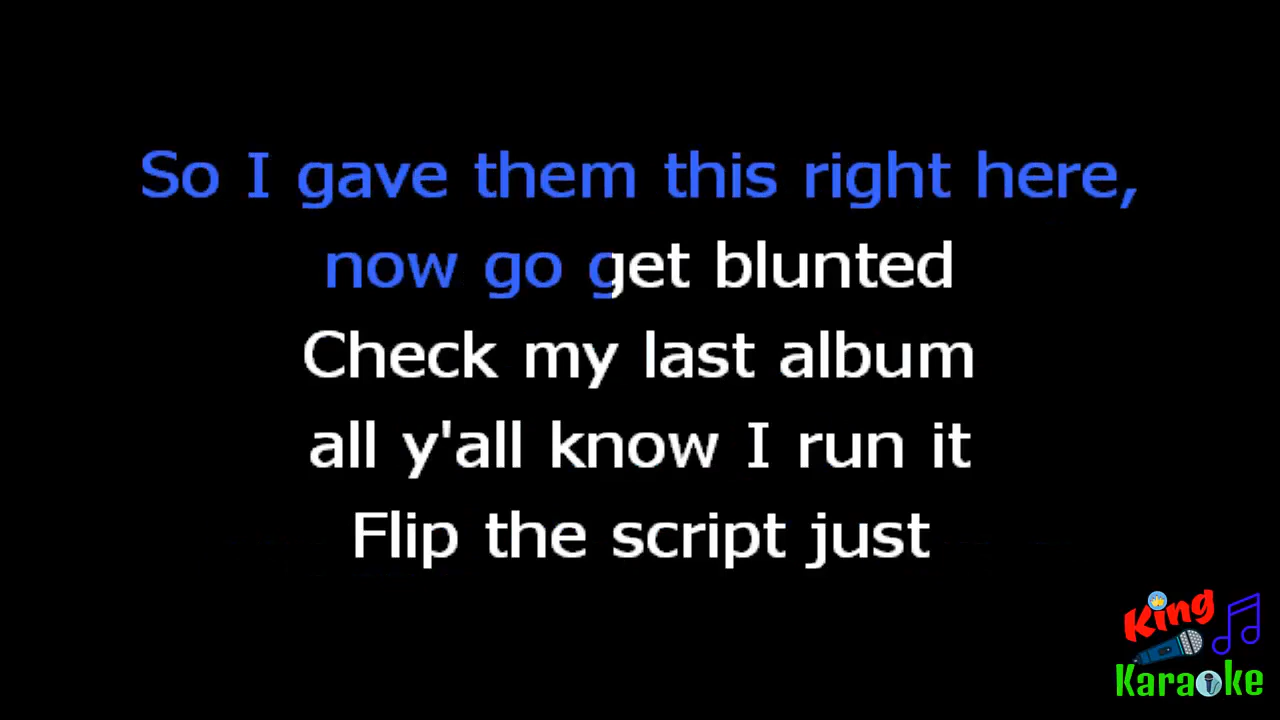 So I gave them this right here,
now go get blunted
Check my last album
all y'all know I run it
Flip the script just
King
Karaoke